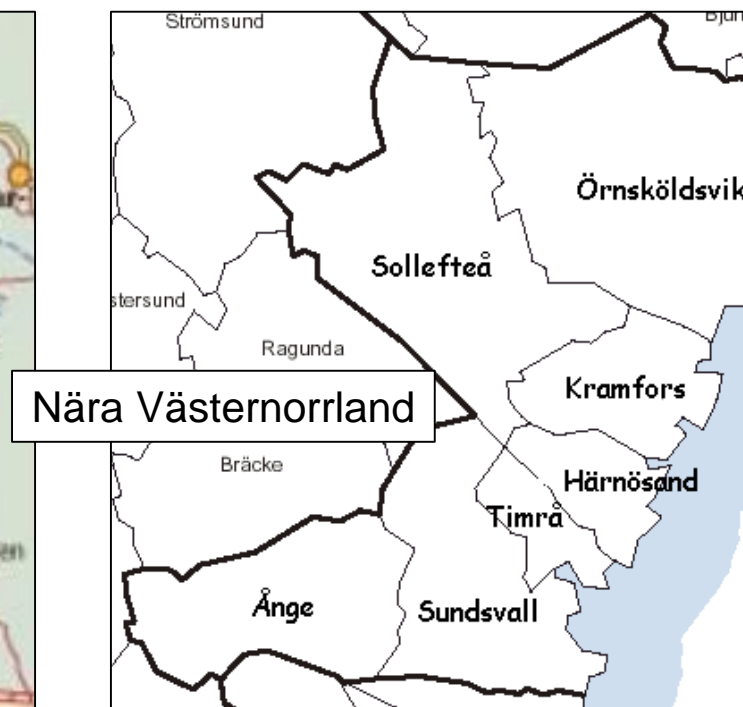 Strömsund
Örnsköldsvik
Sollefteå
stersund
Ragunda
Kramfors
Nära Västernorrland
Bräcke
Härnösand
Timrå
Ånge
Sundsvall